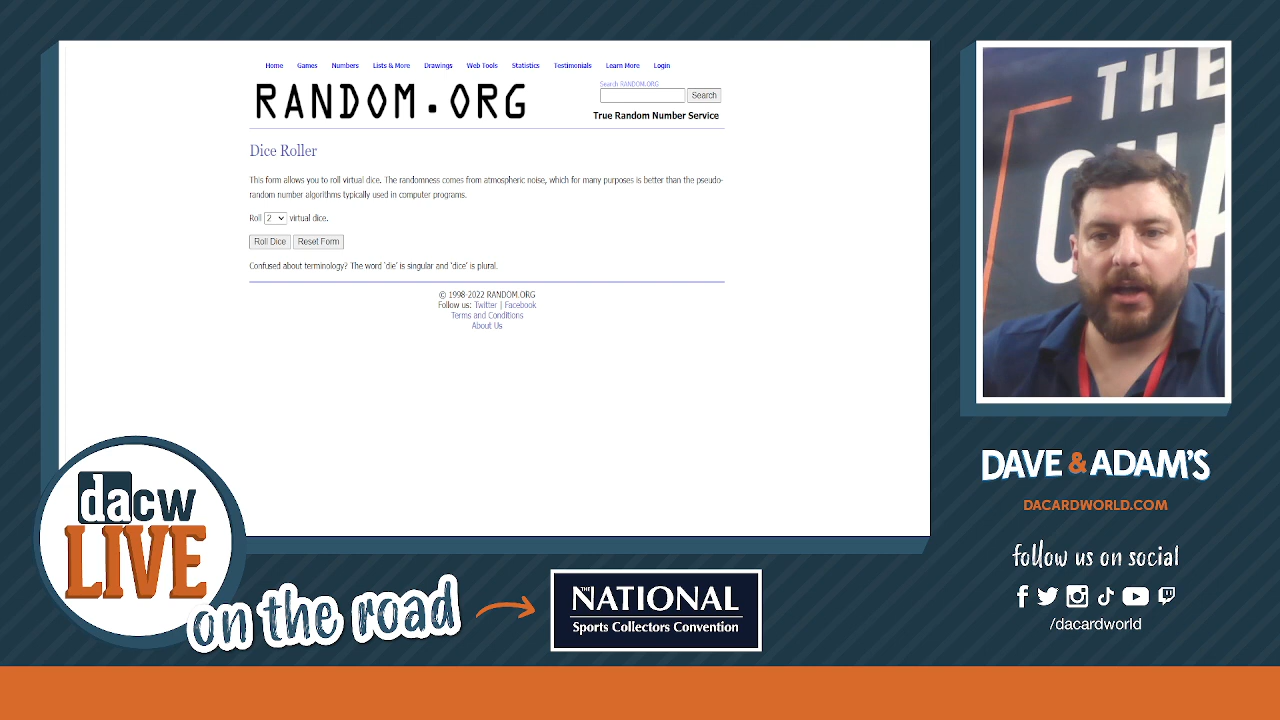 Home Games Numbers Lists & More Drawings Web Tools Statistics Testimonials Learn More Login
RANDOM.ORG
Search RANDOM.ORG
Search
True Random Number Service
Dice Roller
This form allows you to roll virtual dice. The randomness comes from atmospheric noise, which for many purposes is better than the pseudo-
random number algorithms typically used in computer programs.
Roll 2 virtual dice.
Roll Dice Reset Form
Confused about terminology? The word 'die' is singular and 'dice' is plural.
© 1998-2022 RANDOM.ORG
Follow us: Twitter | Facebook
Terms and Conditions
About Us
THE
DAVE & ADAM'S
DACARDWORLD.COM
follow us on social
/dacardworld
dacw
LIVE
on the road
THE NATIONAL
Sports Collectors Convention